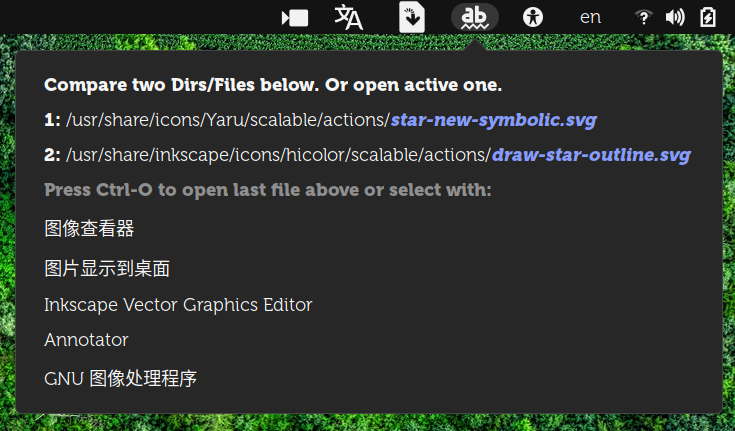 ab
en
Compare two Dirs/Files below. Or open active one.
1: /usr/share/icons/Yaru/scalable/actions/star-new-symbolic.svg
2: /usr/share/inkscape/icons/hicolor/scalable/actions/draw-star-outline.svg
Press Ctrl-O to open last file above or select with:
图像查看器
图片显示到桌面
Inkscape Vector Graphics Editor
Annotator
GNU 图像处理程序